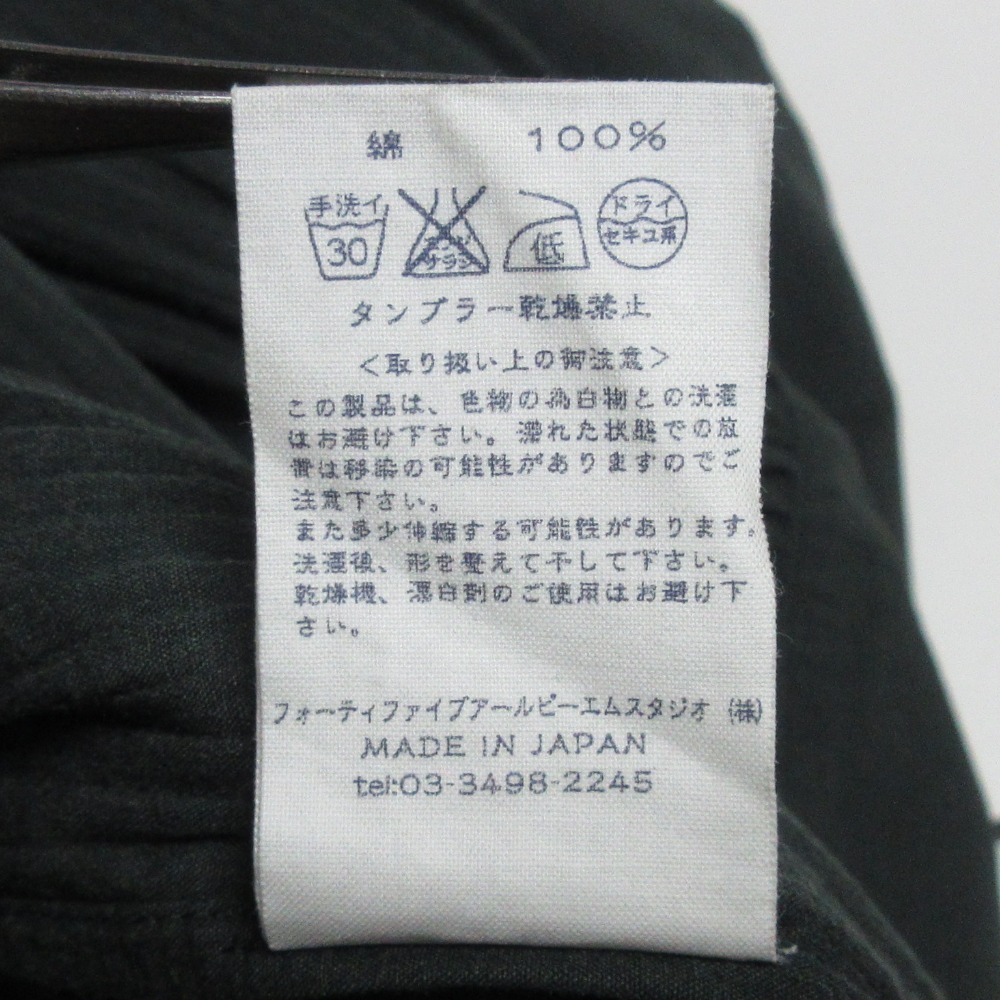 綿 100%
手洗イ 30 エンソ サラシ 低 ドライ セキユ系
タンブラー乾燥禁止
<取り扱い上の御注意>
この製品は、色物の為白物との洗濯
はお避け下さい。濡れた状態での放
置は移染の可能性がありますのでご
注意下さい。
また多少伸縮する可能性があります。
洗濯後、形を整えて干して下さい。
乾燥機、漂白剤のご使用はお避け下
さい。
フォーティファイブアールピーエムスタジオ (株)
MADE IN JAPAN
tel:03-3498-2245